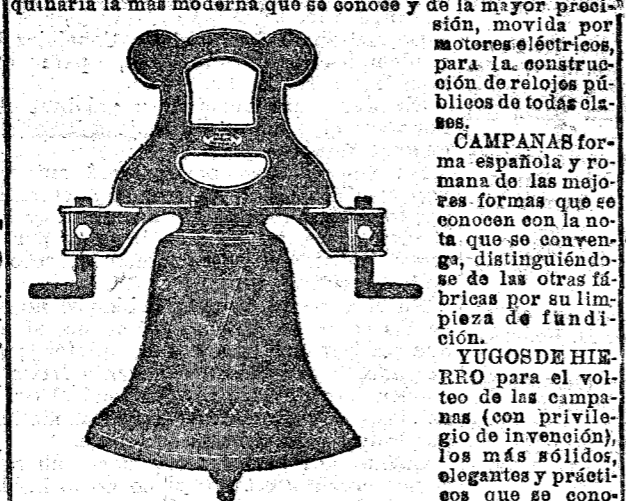 quinaria la más moderna que se conoce y de la mayor preci-
sión, movida por
motores eléctricos,
para la construc-
ción de relojes pú-
blicos de todas cla-
ses.
CAMPANAS for-
ma española y ro-
mana de las mejo-
res formas que se
conocen con la no-
ta que se conven-
ga, distinguiéndo-
se de las otras fá-
bricas por su lim-
pieza de fundi-
ción.
YUGOS DE HIE-
RRO para el vol-
teo de las campa-
nas (con privile-
gio de invención),
los más sólidos,
elegantes y prácti-
cos que se cono-